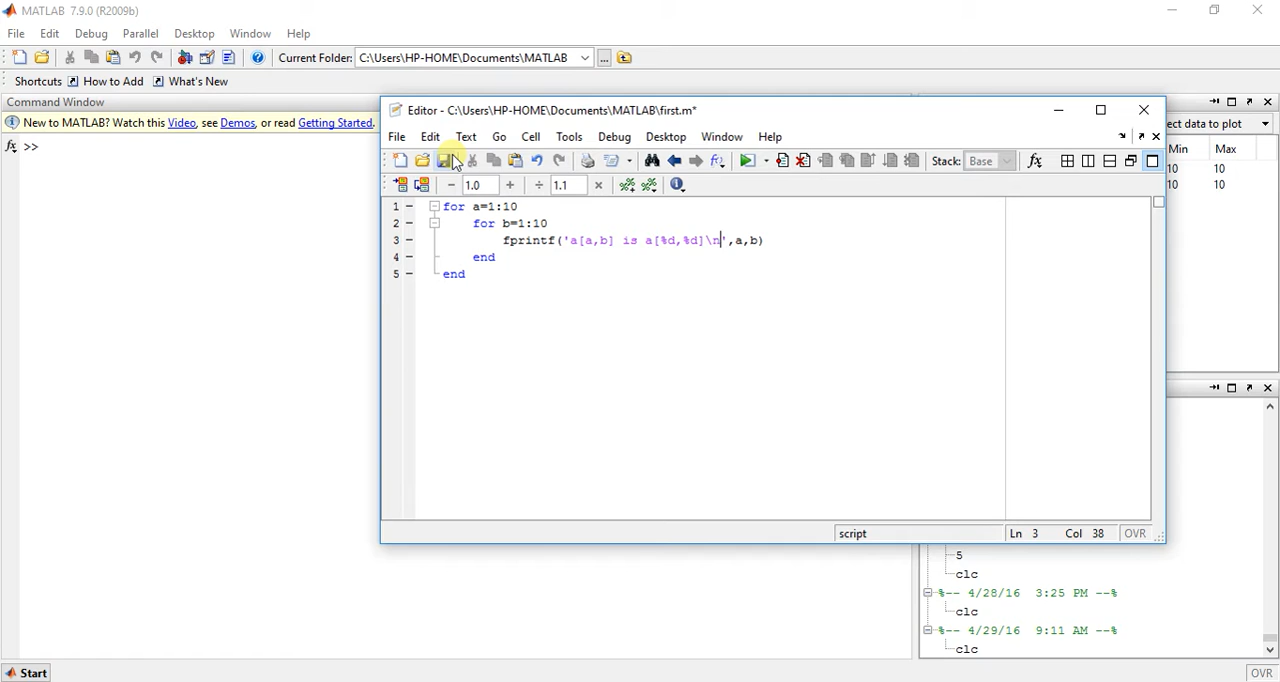 MATLAB 7.9.0 (R2009b)
File Edit Debug Parallel Desktop Window Help
Current Folder: C:\Users\HP-HOME\Documents\MATLAB ...
Shortcuts How to Add What's New
Command Window
New to MATLAB? Watch this Video, see Demos, or read Getting Started.
fx >>
Editor - C:\Users\HP-HOME\Documents\MATLAB\first.m*
File Edit Text Go Cell Tools Debug Desktop Window Help
Stack: Base fx
- 1.0 + ÷ 1.1 ×
1 - for a=1:10
2 - for b=1:10
3 - fprintf('a[a,b] is a[%d,%d]\n',a,b)
4 - end
5 - end
script Ln 3 Col 38 OVR
ect data to plot
Min Max
10 10
10 10
5
clc
%-- 4/28/16 3:25 PM --%
clc
%-- 4/29/16 9:11 AM --%
clc
Start OVR